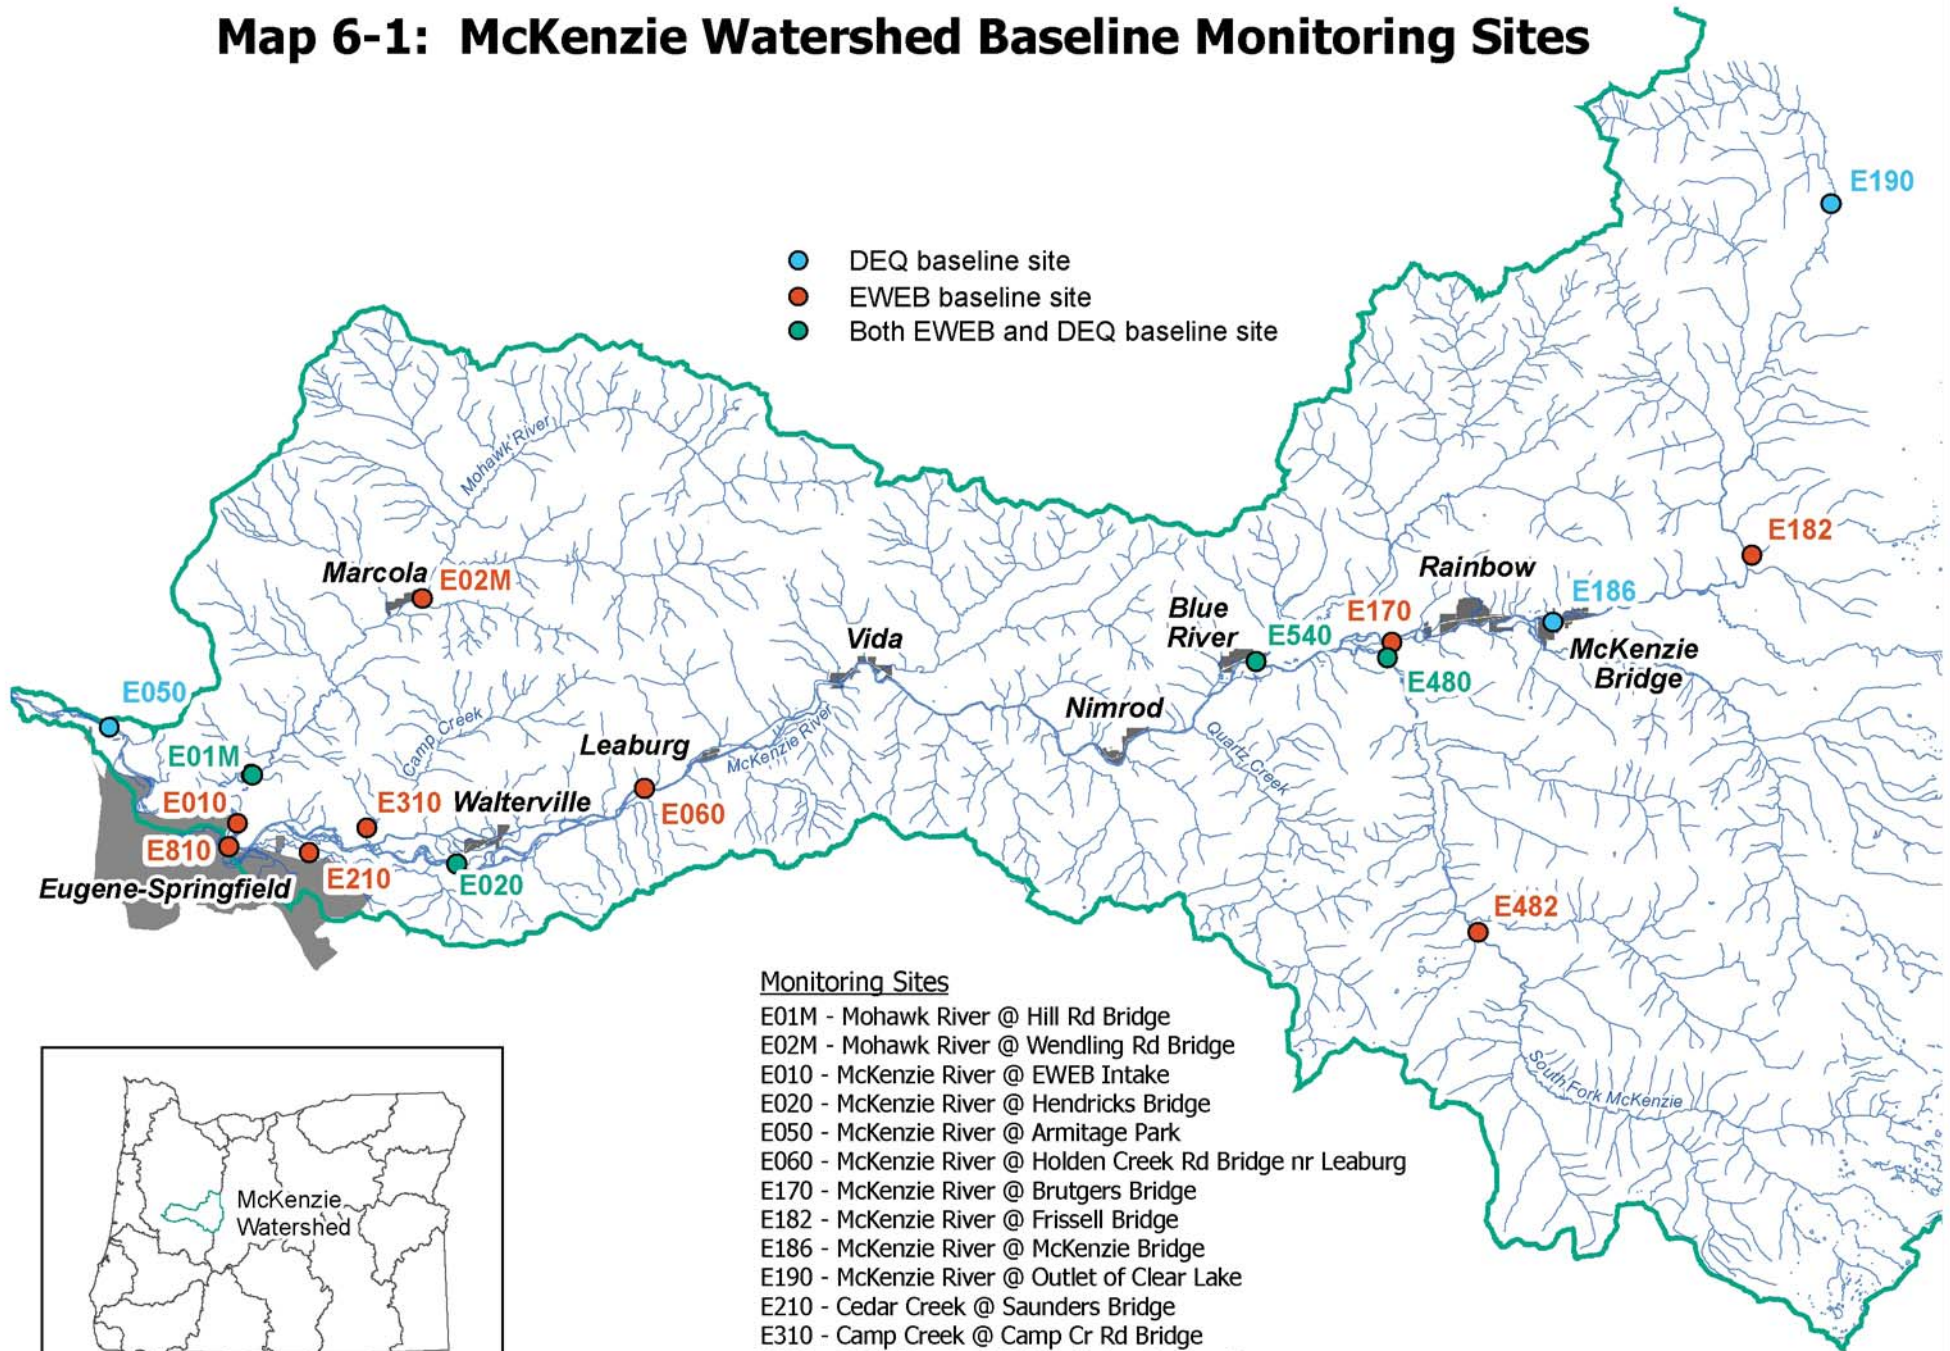 Map 6-1: McKenzie Watershed Baseline Monitoring Sites
E190
DEQ baseline site
EWEB baseline site
Both EWEB and DEQ baseline site
Mohawk River
E182
Marcola
E02M
Rainbow
E186
Blue
River
E170
E540
Vida
McKenzie
Bridge
E480
E050
Nimrod
Camp Creek
Leaburg
McKenzie River
Quartz Creek
E01M
E010
E310
Walterville
E060
E810
E210
E020
Eugene-Springfield
E482
South Fork McKenzie
Monitoring Sites
E01M - Mohawk River @ Hill Rd Bridge
E02M - Mohawk River @ Wendling Rd Bridge
E010 - McKenzie River @ EWEB Intake
E020 - McKenzie River @ Hendricks Bridge
E050 - McKenzie River @ Armitage Park
E060 - McKenzie River @ Holden Creek Rd Bridge nr Leaburg
E170 - McKenzie River @ Brutgers Bridge
E182 - McKenzie River @ Frissell Bridge
E186 - McKenzie River @ McKenzie Bridge
E190 - McKenzie River @ Outlet of Clear Lake
E210 - Cedar Creek @ Saunders Bridge
E310 - Camp Creek @ Camp Cr Rd Bridge
McKenzie
Watershed